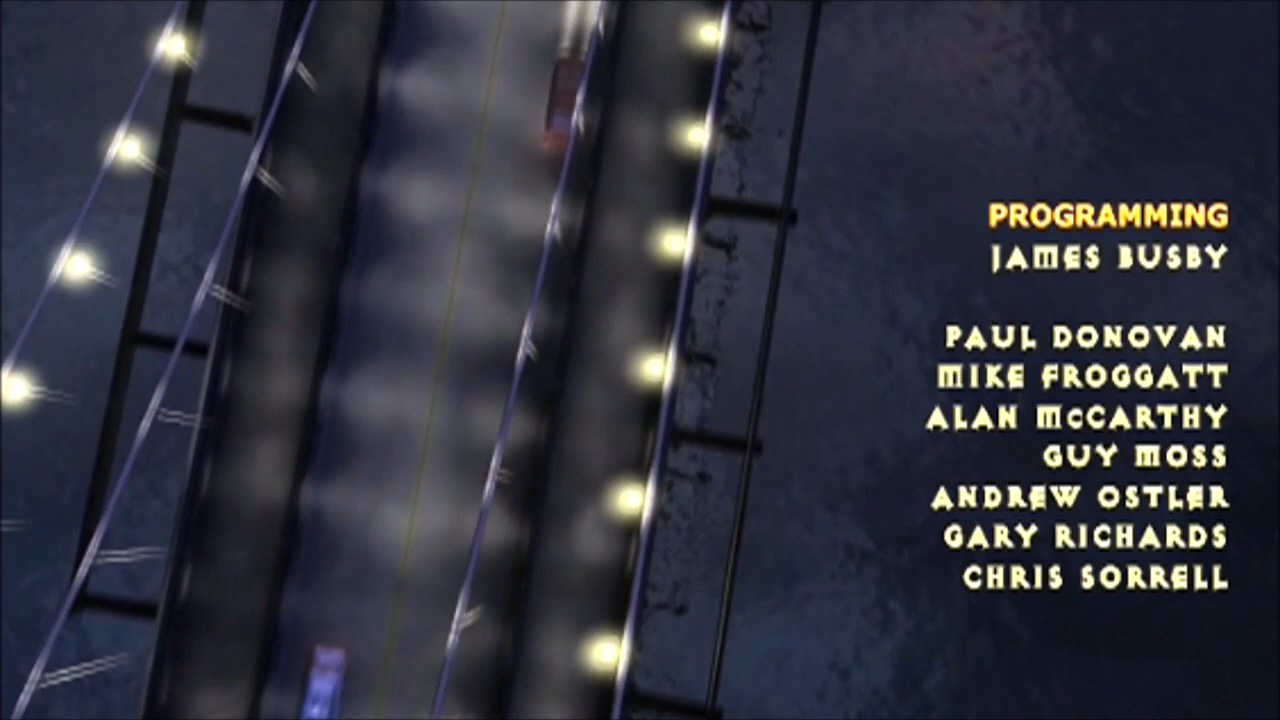 PROGRAMMING
JAMES BUSBY
PAUL DONOVAN
MIKE FROGGATT
ALAN McCARTHY
GUY MOSS
ANDREW OSTLER
GARY RICHARDS
CHRIS SORRELL